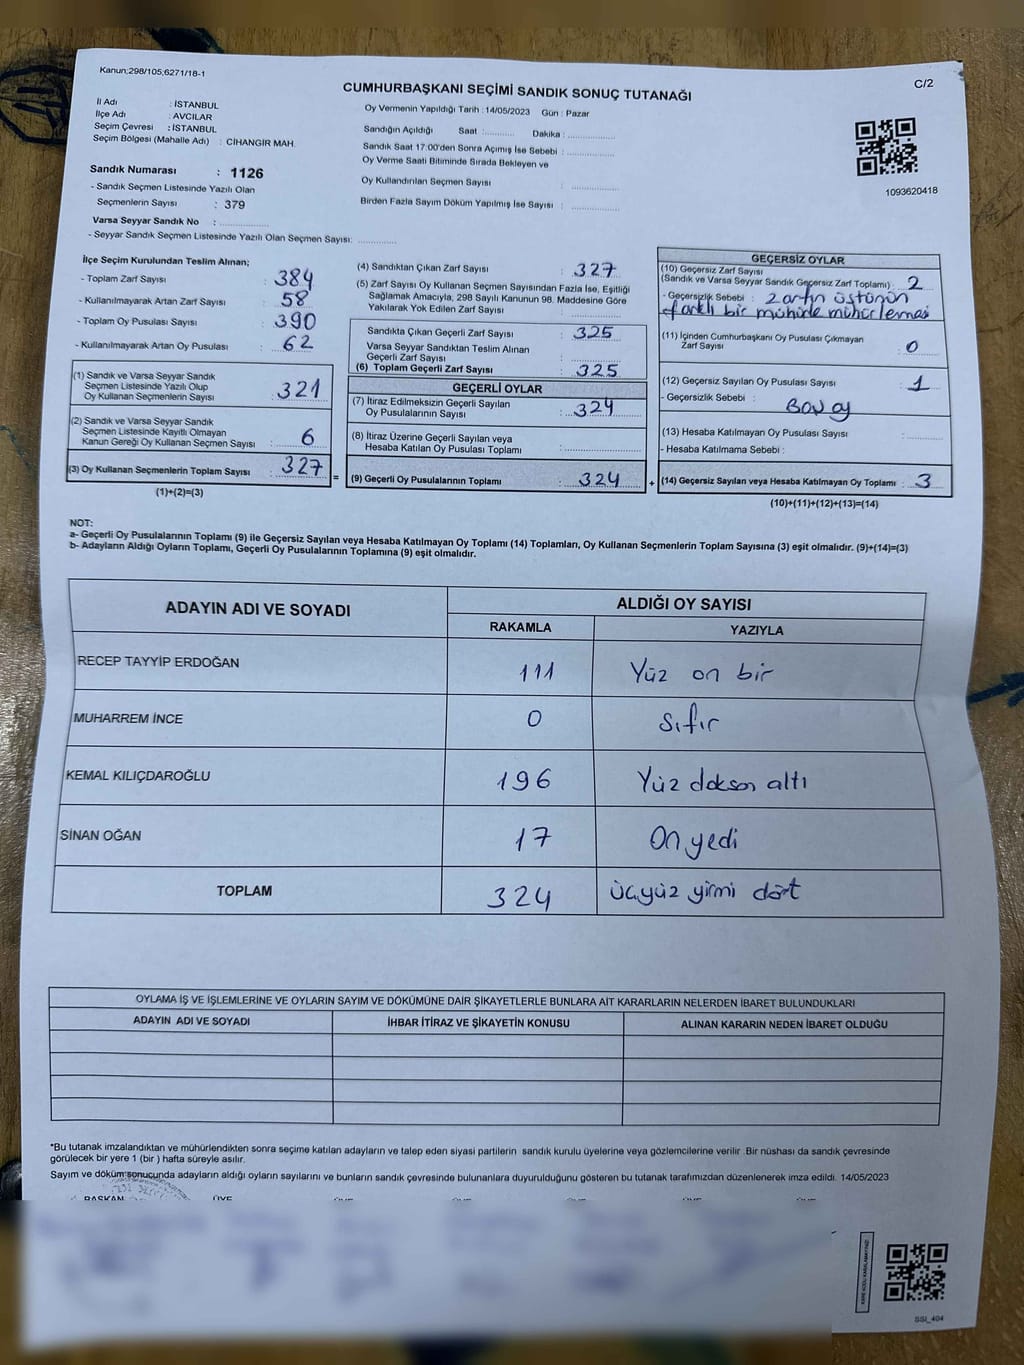 Kanun;298/105,6271/18-1
C/2
CUMHURBAŞKANI SEÇİMİ SANDIK SONUÇ TUTANAĞI
İl Adı : İSTANBUL
İlçe Adı : AVCILAR
Seçim Çevresi : İSTANBUL
Seçim Bölgesi (Mahalle Adı) : CİHANGİR MAH.
Sandık Numarası : 1126
- Sandık Seçmen Listesinde Yazılı Olan
Seçmenlerin Sayısı : 379
Varsa Seyyar Sandık No : ..............
- Seyyar Sandık Seçmen Listesinde Yazılı Olan Seçmen Sayısı: ............
Oy Vermenin Yapıldığı Tarih : 14/05/2023 Gün : Pazar
Sandığın Açıldığı Saat :.......... Dakika : ..............
Sandık Saat 17:00'den Sonra Açımış İse Sebebi : ..............
Oy Verme Saati Bitiminde Sırada Bekleyen ve
Oy Kullandırılan Seçmen Sayısı : ..............
Birden Fazla Sayım Döküm Yapılmış İse Sayısı : ..............
1093620418
İlçe Seçim Kurulundan Teslim Alınan;
- Toplam Zarf Sayısı : 384
- Kullanılmayarak Artan Zarf Sayısı : 58
- Toplam Oy Pusulası Sayısı : 390
- Kullanılmayarak Artan Oy Pusulası : 62
(1) Sandık ve Varsa Seyyar Sandık
Seçmen Listesinde Yazılı Olup
Oy Kullanan Seçmenlerin Sayısı : 321
(2) Sandık ve Varsa Seyyar Sandık
Seçmen Listesinde Kayıtlı Olmayan
Kanun Gereği Oy Kullanan Seçmen Sayısı : 6
(3) Oy Kullanan Seçmenlerin Toplam Sayısı : 327 =
(1)+(2)=(3)
(4) Sandıktan Çıkan Zarf Sayısı : 327
(5) Zarf Sayısı Oy Kullanan Seçmen Sayısından Fazla İse, Eşitliği
Sağlamak Amacıyla, 298 Sayılı Kanunun 98. Maddesine Göre
Yakılarak Yok Edilen Zarf Sayısı : ..............
Sandıkta Çıkan Geçerli Zarf Sayısı : 325
Varsa Seyyar Sandıktan Teslim Alınan
Geçerli Zarf Sayısı : ..............
(6) Toplam Geçerli Zarf Sayısı : 325
GEÇERLİ OYLAR
(7) İtiraz Edilmeksizin Geçerli Sayılan
Oy Pusulalarının Sayısı : 324
(8) İtiraz Üzerine Geçerli Sayılan veya
Hesaba Katılan Oy Pusulası Toplamı : ..............
(9) Geçerli Oy Pusulalarının Toplamı : 324 +
GEÇERSİZ OYLAR
(10) Geçersiz Zarf Sayısı
(Sandık ve Varsa Seyyar Sandık Geçersiz Zarf Toplamı) : 2
- Geçersizlik Sebebi : 2 zarfın üstünün
farklı bir mühürle mühürlemesi
(11) İçinden Cumhurbaşkanı Oy Pusulası Çıkmayan
Zarf Sayısı : 0
(12) Geçersiz Sayılan Oy Pusulası Sayısı : 1
- Geçersizlik Sebebi : Boş oy
(13) Hesaba Katılmayan Oy Pusulası Sayısı : ..........
- Hesaba Katılmama Sebebi :
(14) Geçersiz Sayılan veya Hesaba Katılmayan Oy Toplamı : 3
(10)+(11)+(12)+(13)=(14)
NOT:
a- Geçerli Oy Pusulalarının Toplamı (9) ile Geçersiz Sayılan veya Hesaba Katılmayan Oy Toplamı (14) Toplamları, Oy Kullanan Seçmenlerin Toplam Sayısına (3) eşit olmalıdır. (9)+(14)=(3)
b- Adayların Aldığı Oyların Toplamı, Geçerli Oy Pusulalarının Toplamına (9) eşit olmalıdır.
ADAYIN ADI VE SOYADI ALDIĞI OY SAYISI
RAKAMLA YAZIYLA
RECEP TAYYİP ERDOĞAN 111 Yüz on bir
MUHARREM İNCE 0 Sıfır
KEMAL KILIÇDAROĞLU 196 Yüz doksan altı
SİNAN OĞAN 17 On yedi
TOPLAM 324 üçyüz yirmi dört
OYLAMA İŞ VE İŞLEMLERİNE VE OYLARIN SAYIM VE DÖKÜMÜNE DAİR ŞİKAYETLERLE BUNLARA AİT KARARLARIN NELERDEN İBARET BULUNDUKLARI
ADAYIN ADI VE SOYADI İHBAR İTİRAZ VE ŞİKAYETİN KONUSU ALINAN KARARIN NEDEN İBARET OLDUĞU
*Bu tutanak imzalandıktan ve mühürlendikten sonra seçime katılan adayların ve talep eden siyasi partilerin sandık kurulu üyelerine veya gözlemcilerine verilir .Bir nüshası da sandık çevresinde
görülecek bir yere 1 (bir ) hafta süreyle asılır.
Sayım ve döküm sonucunda adayların aldığı oyların sayılarını ve bunların sandık çevresinde bulunanlara duyurulduğunu gösteren bu tutanak tarafımızdan düzenlenerek imza edildi. 14/05/2023
BAŞKAN ÜYE ÜYE ÜYE ÜYE ÜYE
SSI_404